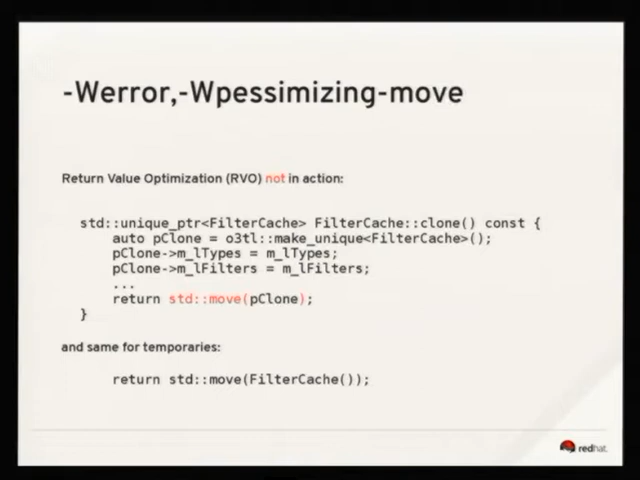 -Werror,-Wpessimizing-move
Return Value Optimization (RVO) not in action:
std::unique_ptr<FilterCache> FilterCache::clone() const {
auto pClone = o3tl::make_unique<FilterCache>();
pClone->m_lTypes = m_lTypes;
pClone->m_lFilters = m_lFilters;
...
return std::move(pClone);
}
and same for temporaries:
return std::move(FilterCache());
redhat.